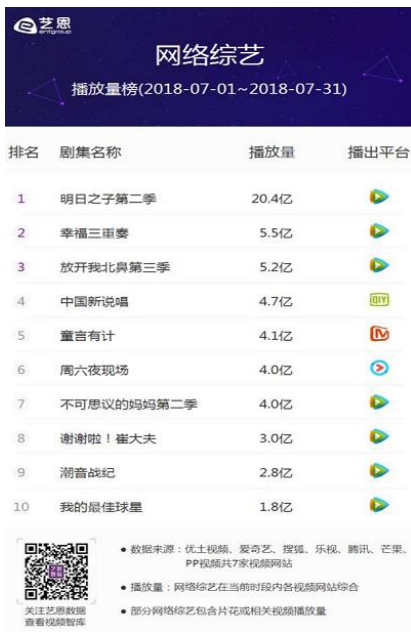 艺恩
entgroup
网络综艺
播放量榜(2018-07-01~2018-07-31)
排名 剧集名称 播放量 播出平台
1 明日之子第二季 20.4亿
2 幸福三重奏 5.5亿
3 放开我北鼻第三季 5.2亿
4 中国新说唱 4.7亿 QIY
5 童言有计 4.1亿
6 周六夜现场 4.0亿
7 不可思议的妈妈第二季 4.0亿
8 谢谢啦！崔大夫 3.0亿
9 潮音战纪 2.8亿
10 我的最佳球星 1.8亿
● 数据来源：优土视频、爱奇艺、搜狐、乐视、腾讯、芒果、
PP视频共7家视频网站
● 播放量：网络综艺在当前时段内各视频网站综合
● 部分网络综艺包含片花或相关视频播放量
关注艺恩数据
查看视频智库